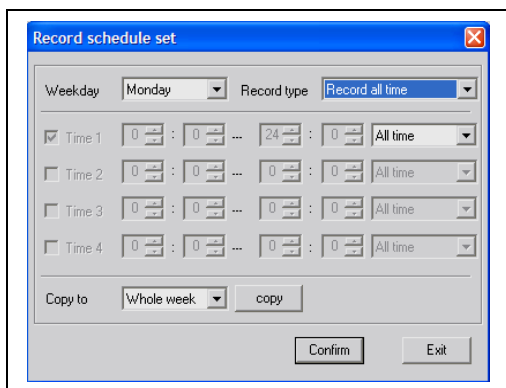 Record schedule set
Weekday Monday Record type Record all time
Time 1 0 : 0 ... 24 : 0 All time
Time 2 0 : 0 ... 0 : 0 All time
Time 3 0 : 0 ... 0 : 0 All time
Time 4 0 : 0 ... 0 : 0 All time
Copy to Whole week copy
Confirm Exit